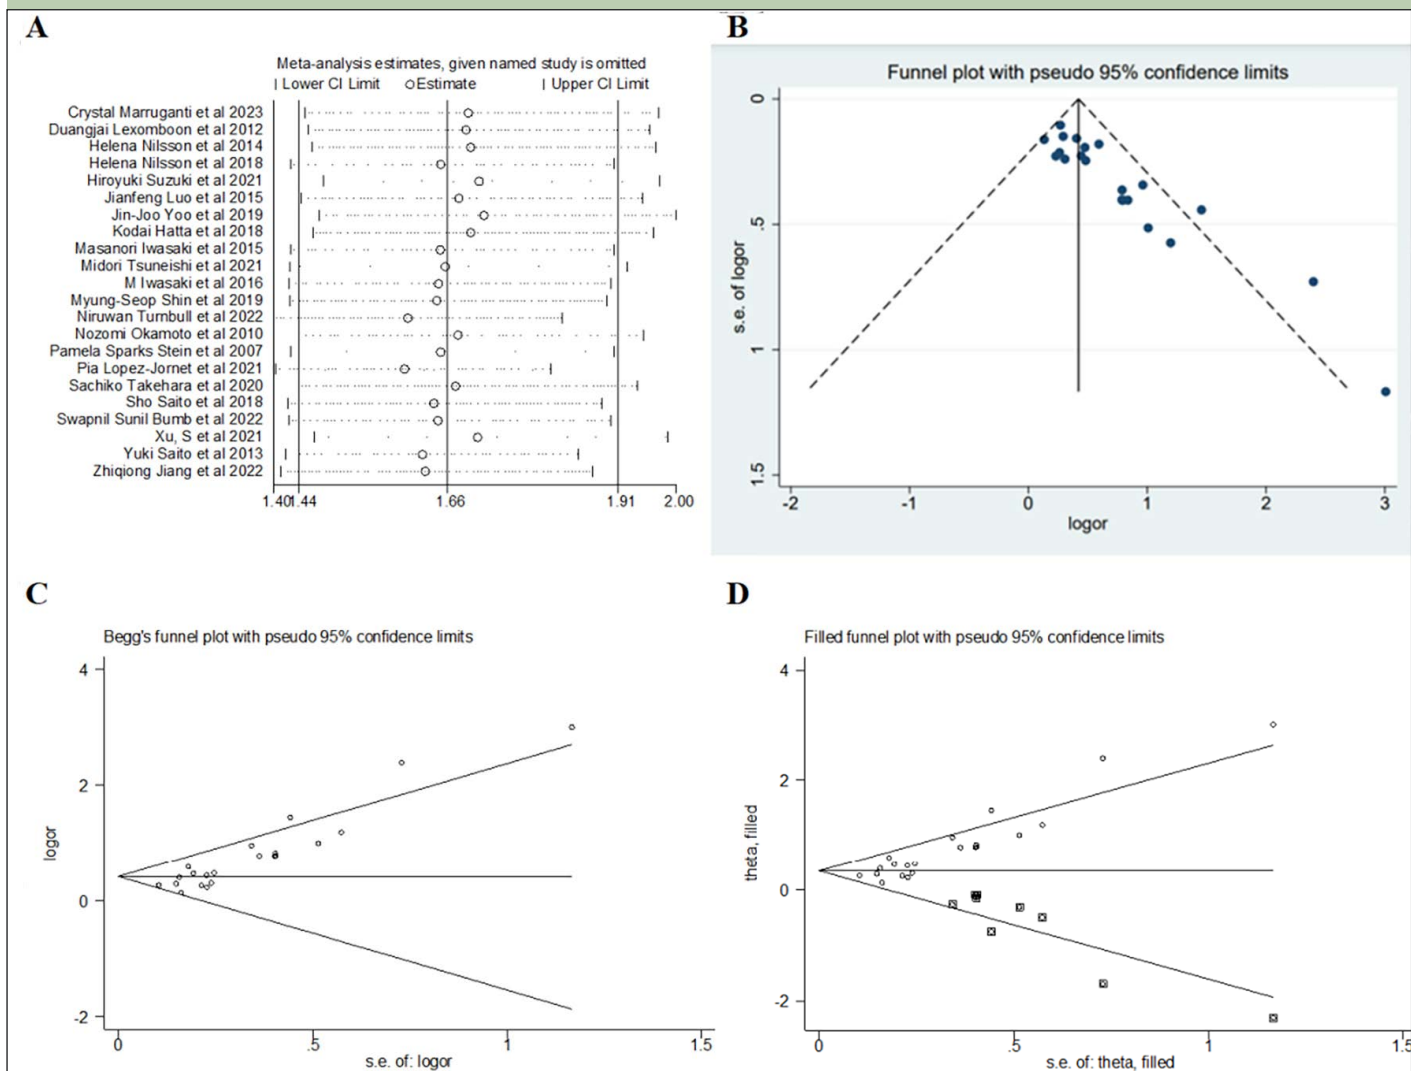 A
Meta-analysis estimates, given named study is omitted
Lower CI Limit Estimate Upper CI Limit
Crystal Marruganti et al 2023
Duangjai Lexomboon et al 2012
Helena Nilsson et al 2014
Helena Nilsson et al 2018
Hiroyuki Suzuki et al 2021
Jianfeng Luo et al 2015
Jin-Joo Yoo et al 2019
Kodai Hatta et al 2018
Masanori Iwasaki et al 2015
Midori Tsuneishi et al 2021
M Iwasaki et al 2016
Myung-Seop Shin et al 2019
Niruwan Turnbull et al 2022
Nozomi Okamoto et al 2010
Pamela Sparks Stein et al 2007
Pia Lopez-Jornet et al 2021
Sachiko Takehara et al 2020
Sho Saito et al 2018
Swapnil Sunil Bumb et al 2022
Xu, S et al 2021
Yuki Saito et al 2013
Zhiqiong Jiang et al 2022
1.40 1.44 1.66 1.91 2.00
B
Funnel plot with pseudo 95% confidence limits
s.e. of logor
0
.5
1
1.5
-2 -1 0 1 2 3
logor
C
Begg's funnel plot with pseudo 95% confidence limits
logor
4
2
0
-2
0 .5 1 1.5
s.e. of: logor
D
Filled funnel plot with pseudo 95% confidence limits
theta, filled
4
2
0
-2
0 .5 1 1.5
s.e. of: theta, filled